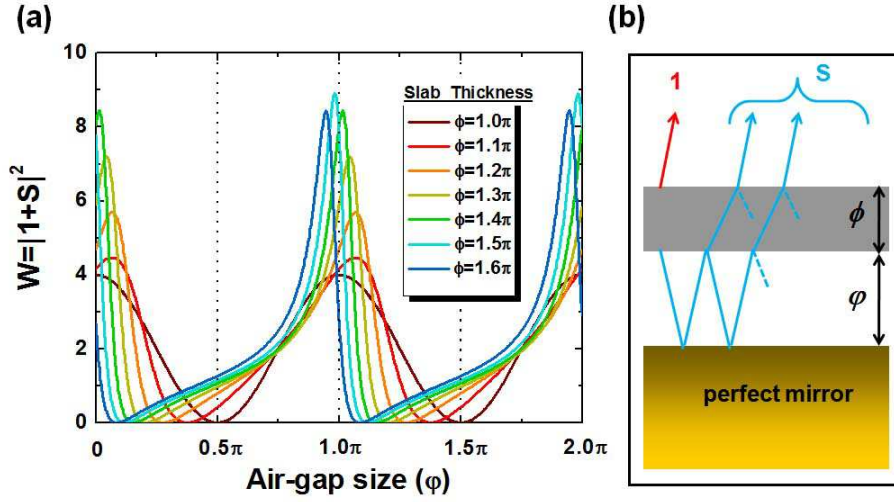 (a)
W=|1+S|²
10
8
6
4
2
0
0
0.5π
1.0π
1.5π
2.0π
Air-gap size (φ)
Slab Thickness
ϕ=1.0π
ϕ=1.1π
ϕ=1.2π
ϕ=1.3π
ϕ=1.4π
ϕ=1.5π
ϕ=1.6π
(b)
1
S
ϕ
φ
perfect mirror